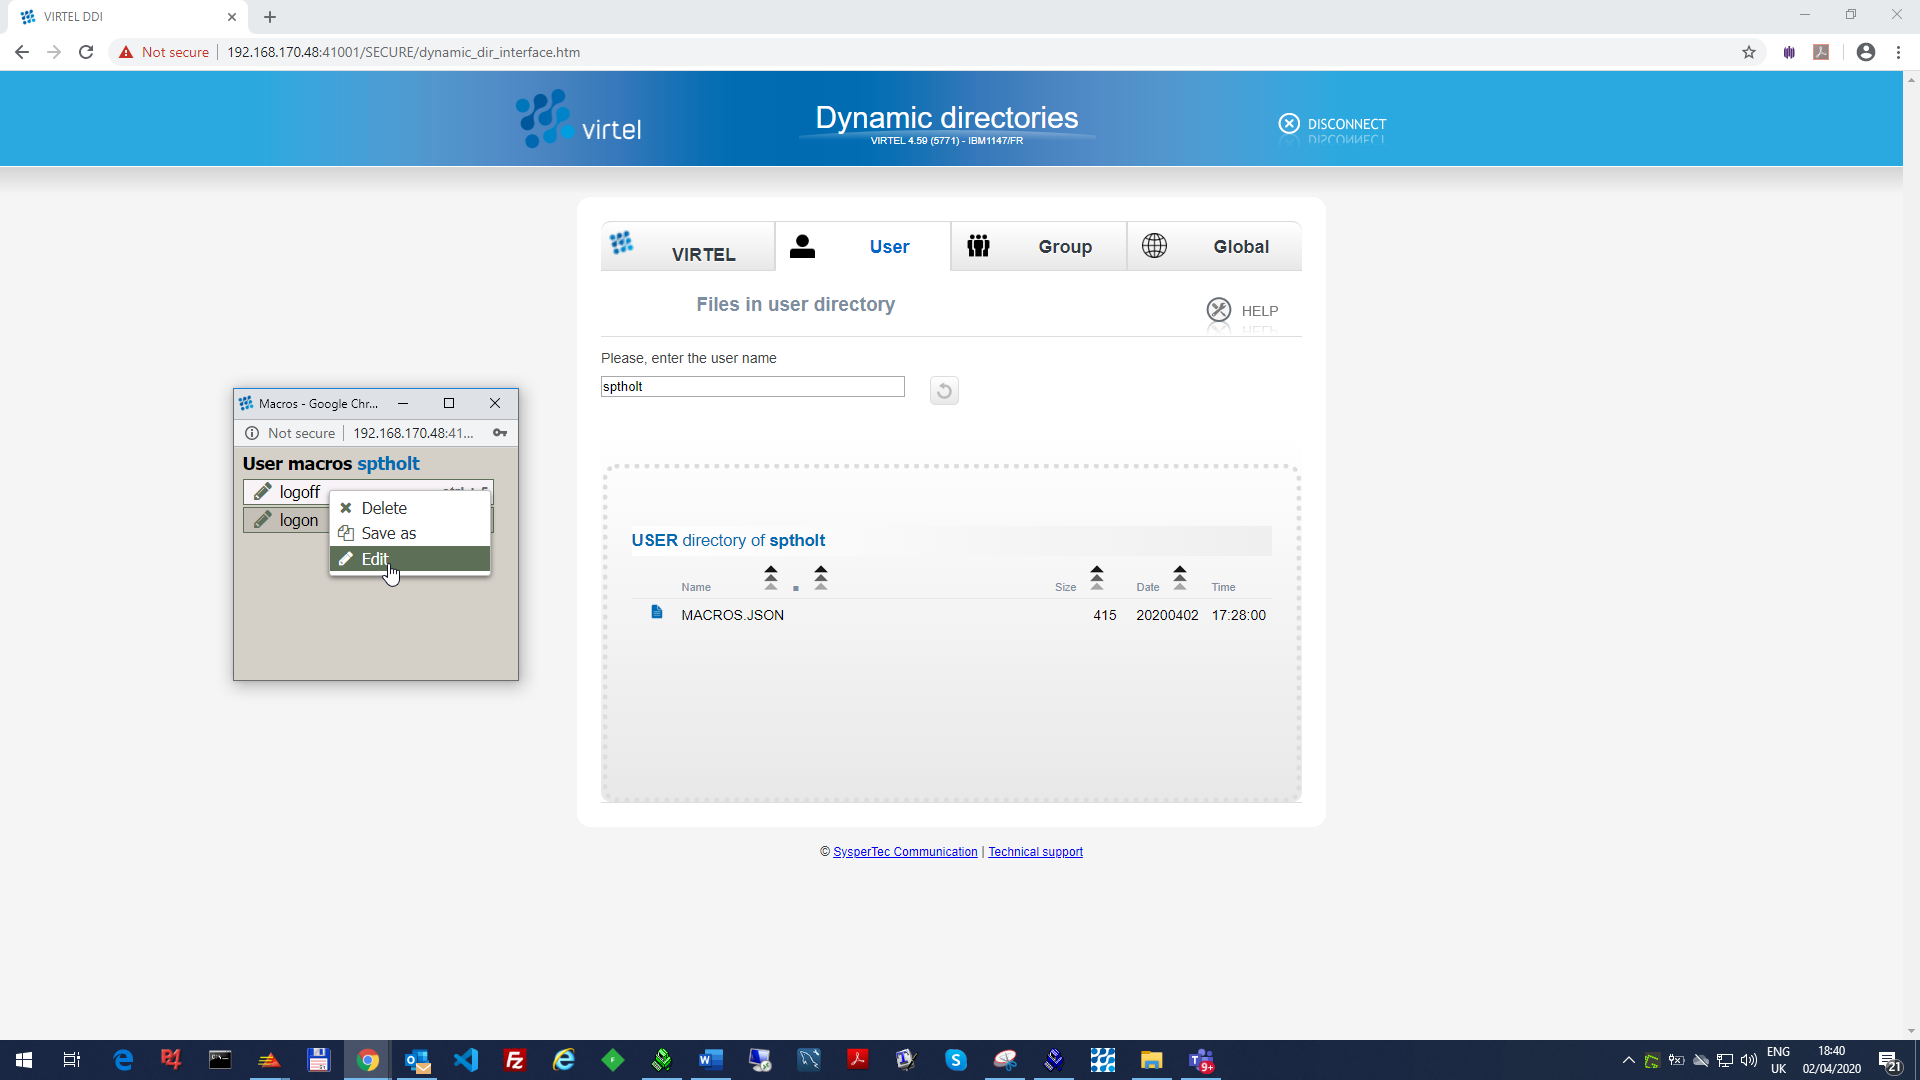 VIRTEL DDI
Not secure
192.168.170.48:41001/SECURE/dynamic_dir_interface.htm
virtel
Dynamic directories
VIRTEL 4.59 (5771) - IBM1147/FR
DISCONNECT
VIRTEL
User
Group
Global
Files in user directory
HELP
Please, enter the user name
sptholt
Macros - Google Chr...
Not secure
192.168.170.48:41...
User macros sptholt
logoff
logon
Delete
Save as
Edit
USER directory of sptholt
Name
Size
Date
Time
MACROS.JSON
415
20200402
17:28:00
© SysperTec Communication | Technical support
ENG
UK
18:40
02/04/2020
21
9+